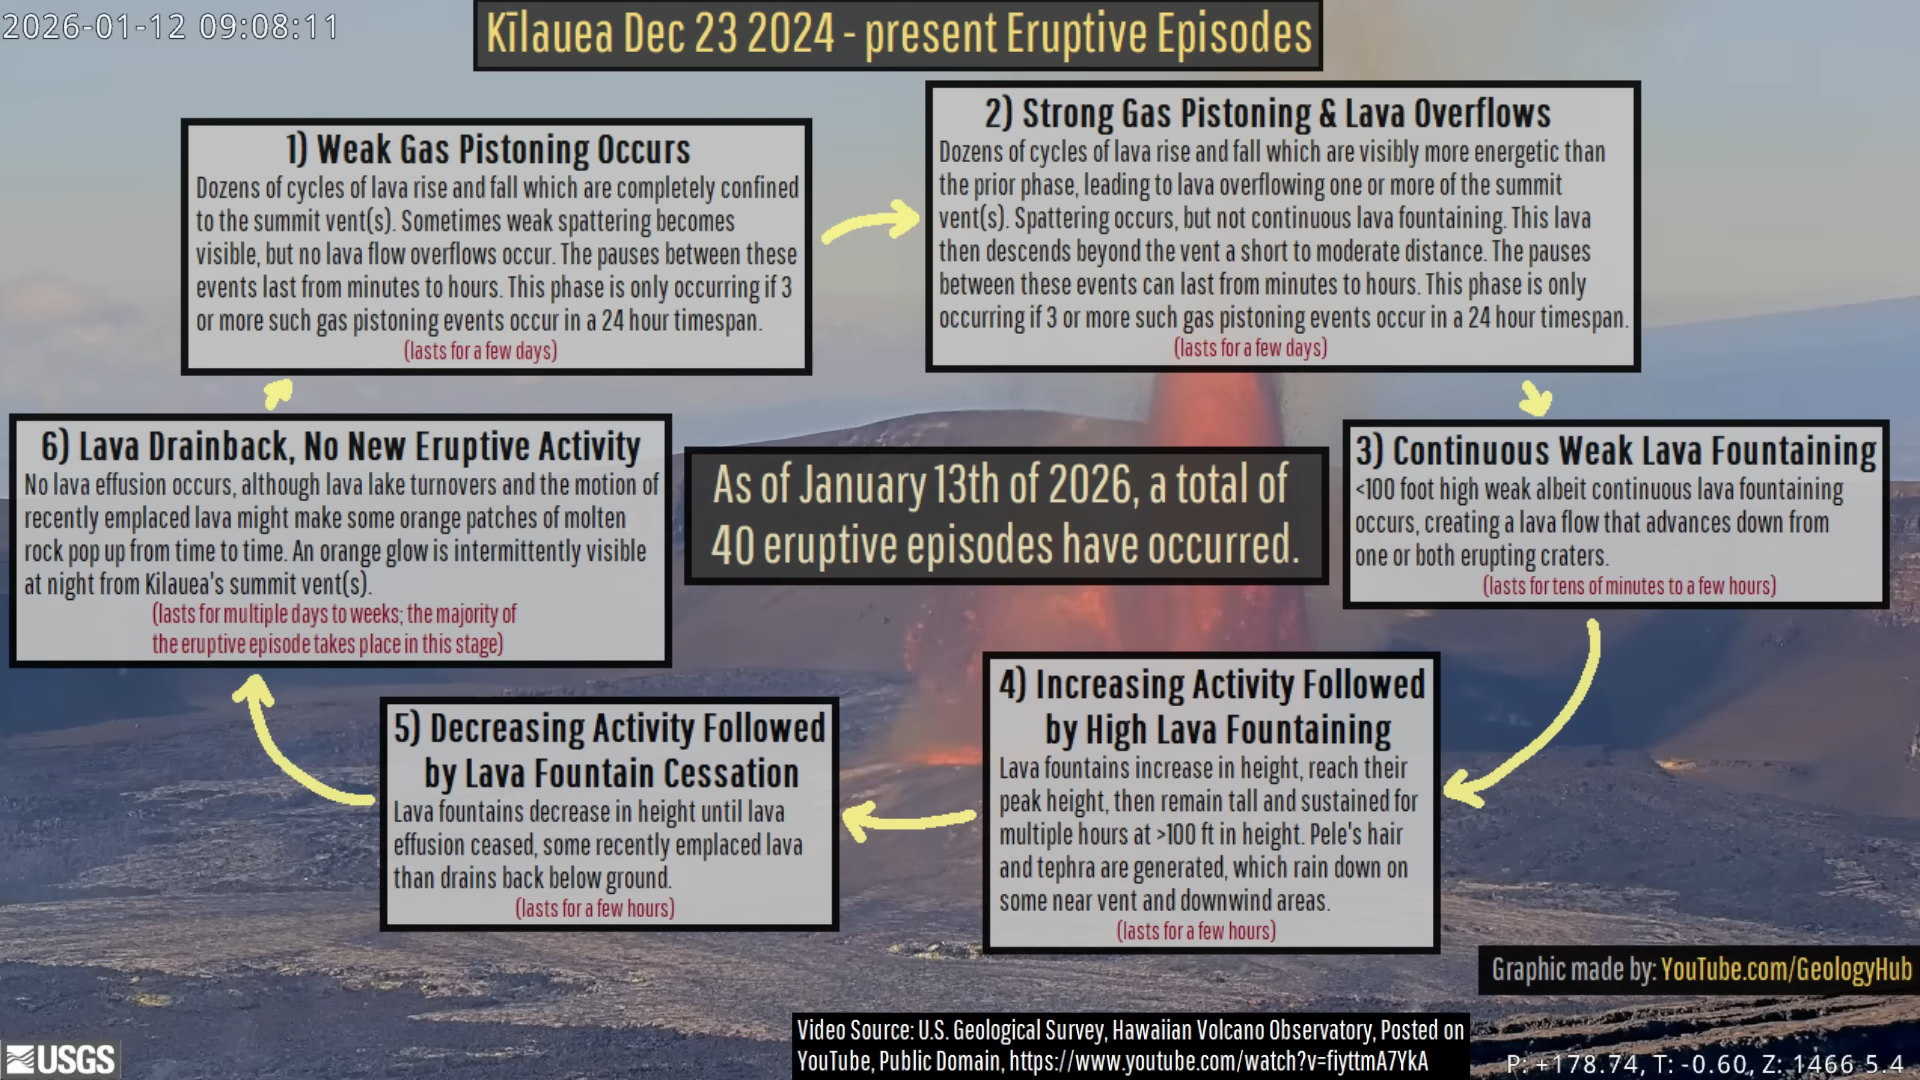 2026-01-12 09:08:11
Kīlauea Dec 23 2024 - present Eruptive Episodes
1) Weak Gas Pistoning Occurs
Dozens of cycles of lava rise and fall which are completely confined
to the summit vent(s). Sometimes weak spattering becomes
visible, but no lava flow overflows occur. The pauses between these
events last from minutes to hours. This phase is only occurring if 3
or more such gas pistoning events occur in a 24 hour timespan.
(lasts for a few days)
2) Strong Gas Pistoning & Lava Overflows
Dozens of cycles of lava rise and fall which are visibly more energetic than
the prior phase, leading to lava overflowing one or more of the summit
vent(s). Spattering occurs, but not continuous lava fountaining. This lava
then descends beyond the vent a short to moderate distance. The pauses
between these events can last from minutes to hours. This phase is only
occurring if 3 or more such gas pistoning events occur in a 24 hour timespan.
(lasts for a few days)
3) Continuous Weak Lava Fountaining
<100 foot high weak albeit continuous lava fountaining
occurs, creating a lava flow that advances down from
one or both erupting craters.
(lasts for tens of minutes to a few hours)
4) Increasing Activity Followed
by High Lava Fountaining
Lava fountains increase in height, reach their
peak height, then remain tall and sustained for
multiple hours at >100 ft in height. Pele's hair
and tephra are generated, which rain down on
some near vent and downwind areas.
(lasts for a few hours)
5) Decreasing Activity Followed
by Lava Fountain Cessation
Lava fountains decrease in height until lava
effusion ceased, some recently emplaced lava
than drains back below ground.
(lasts for a few hours)
6) Lava Drainback, No New Eruptive Activity
No lava effusion occurs, although lava lake turnovers and the motion of
recently emplaced lava might make some orange patches of molten
rock pop up from time to time. An orange glow is intermittently visible
at night from Kilauea's summit vent(s).
(lasts for multiple days to weeks; the majority of
the eruptive episode takes place in this stage)
As of January 13th of 2026, a total of
40 eruptive episodes have occurred.
Graphic made by: YouTube.com/GeologyHub
Video Source: U.S. Geological Survey, Hawaiian Volcano Observatory, Posted on
YouTube, Public Domain, https://www.youtube.com/watch?v=fiyttmA7YkA
USGS
P: +178.74, T: -0.60, Z: 1466 5.4